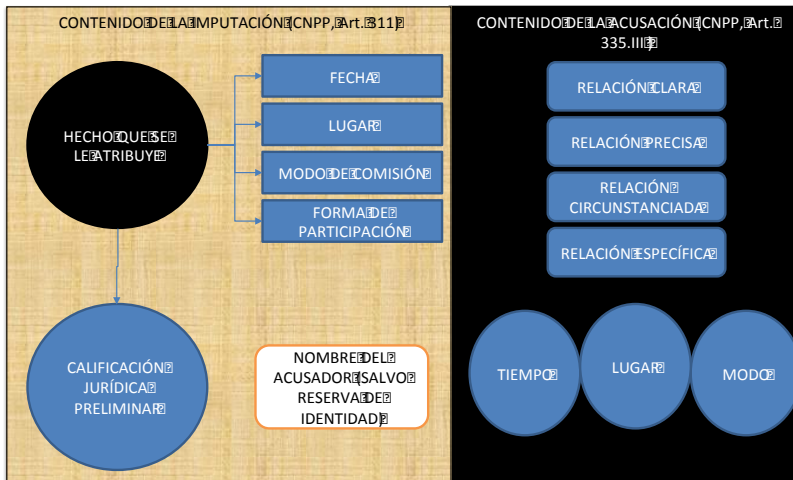 CONTENIDO DE LA IMPUTACIÓN (CNPP, Art. 311)
HECHO QUE SE
LE ATRIBUYE
FECHA
LUGAR
MODO DE COMISIÓN
FORMA DE
PARTICIPACIÓN
CALIFICACIÓN
JURÍDICA
PRELIMINAR
NOMBRE DEL
ACUSADOR (SALVO
RESERVA DE
IDENTIDAD)
CONTENIDO DE LA ACUSACIÓN (CNPP, Art.
335.III)
RELACIÓN CLARA
RELACIÓN PRECISA
RELACIÓN
CIRCUNSTANCIADA
RELACIÓN ESPECÍFICA
TIEMPO
LUGAR
MODO